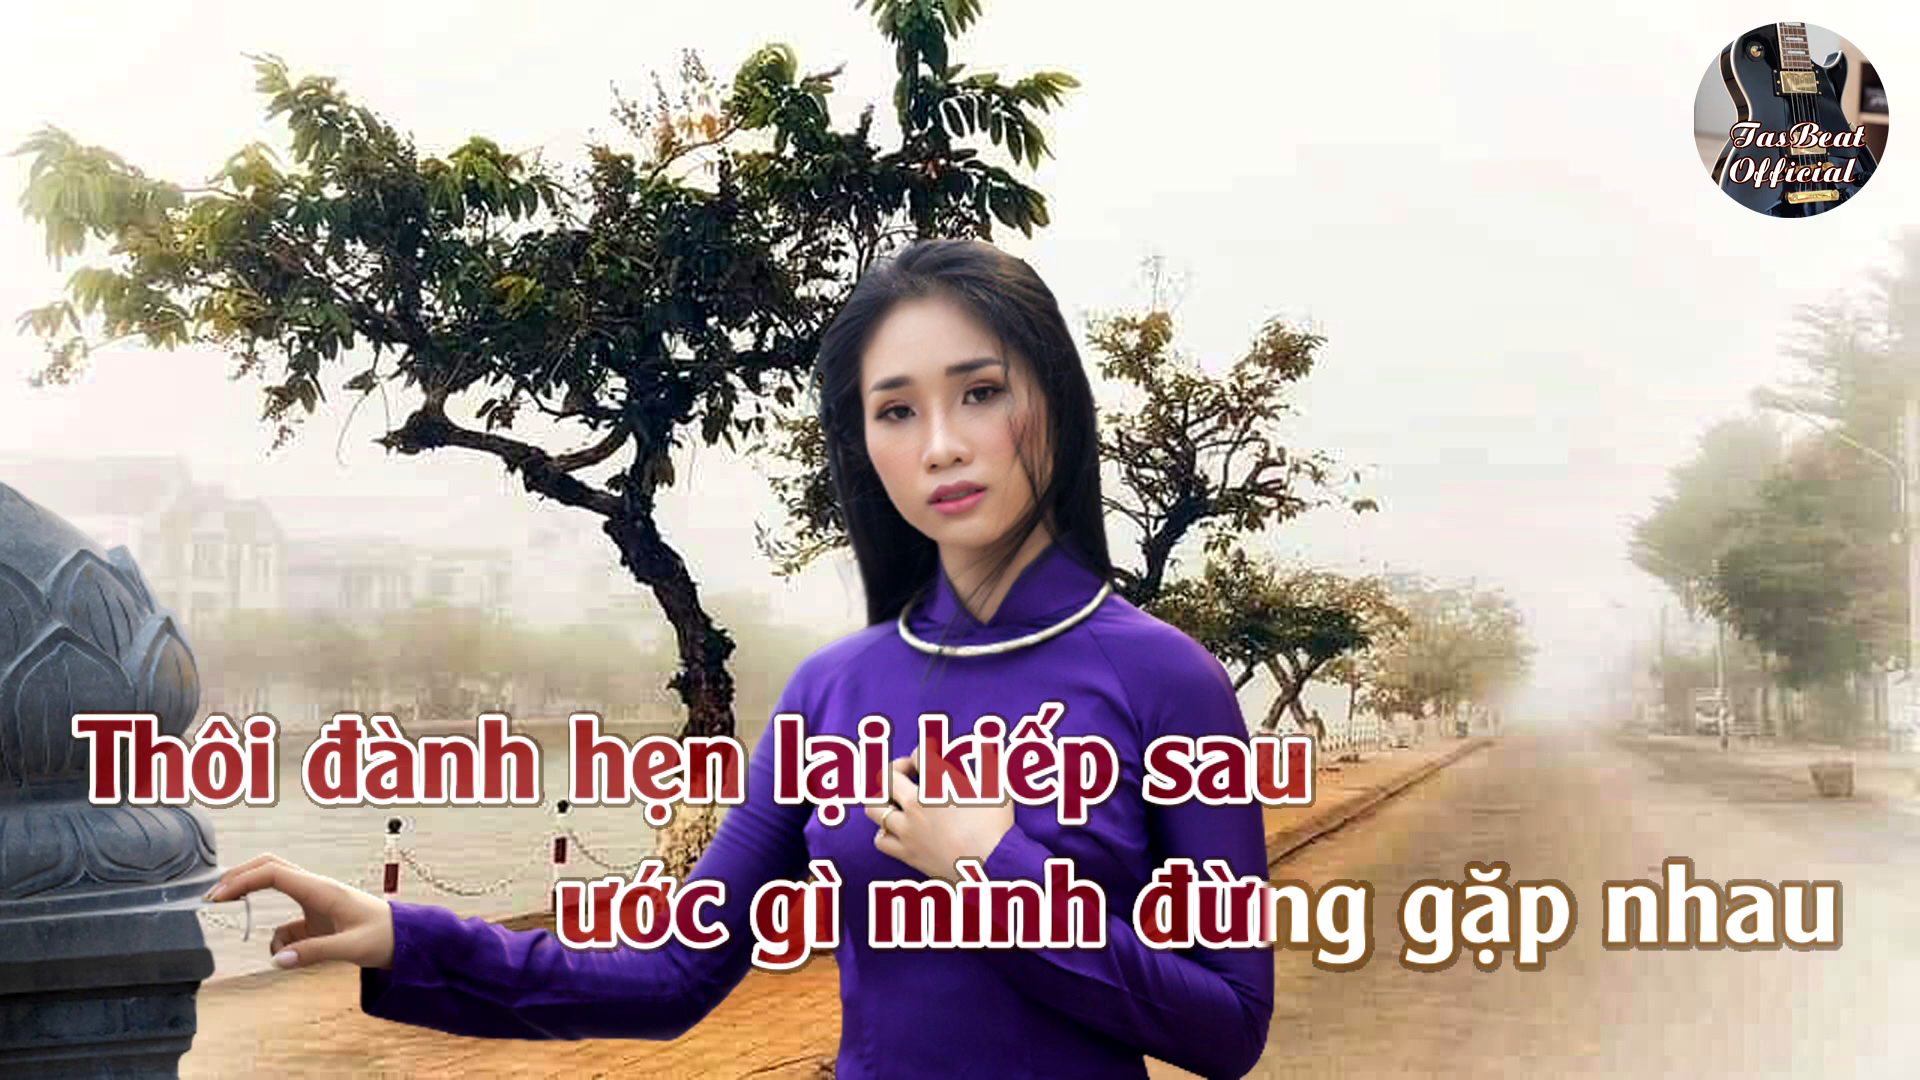 TasBeat
Official
Thôi đành hẹn lại kiếp sau
ước gì mình đừng gặp nhau